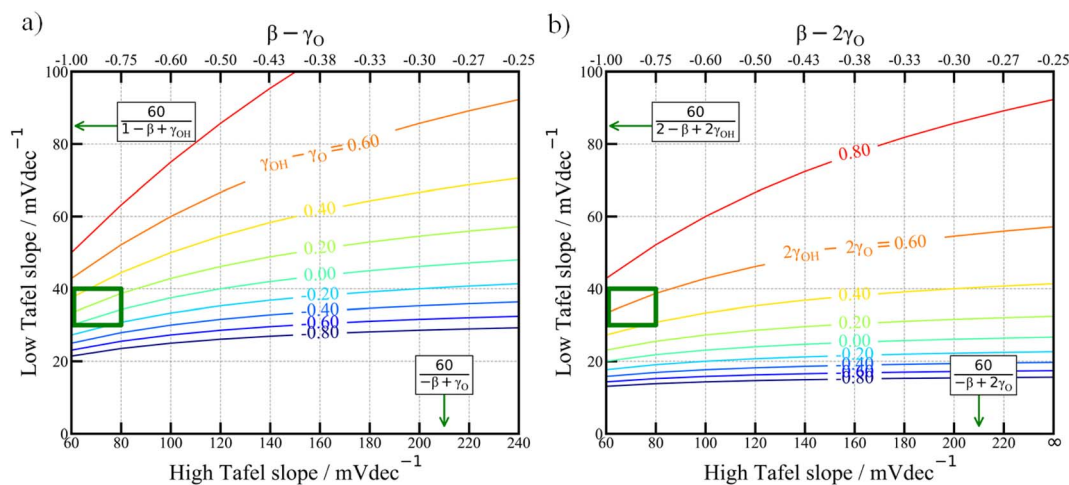 a)
β − γO
-1.00 -0.75 -0.60 -0.50 -0.43 -0.38 -0.33 -0.30 -0.27 -0.25
100
80
60
40
20
0
Low Tafel slope / mVdec⁻¹
60
1−β+γOH
γOH − γO = 0.60
0.40
0.20
0.00
-0.20
-0.40
-0.60
-0.80
60
−β+γO
60 80 100 120 140 160 180 200 220 240
High Tafel slope / mVdec⁻¹
b)
β − 2γO
-1.00 -0.75 -0.60 -0.50 -0.43 -0.38 -0.33 -0.30 -0.27 -0.25
100
80
60
40
20
0
Low Tafel slope / mVdec⁻¹
60
2−β+2γOH
0.80
2γOH − 2γO = 0.60
0.40
0.20
0.00
-0.20
-0.40
-0.60
-0.80
60
−β+2γO
60 80 100 120 140 160 180 200 220 ∞
High Tafel slope / mVdec⁻¹